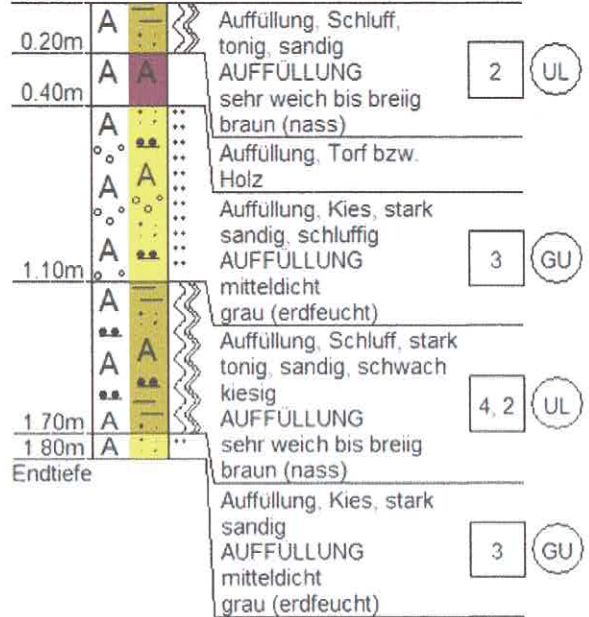 A
Auffüllung, Schluff,
tonig, sandig
0.20m
A A
AUFFÜLLUNG
2 UL
sehr weich bis breiig
0.40m
braun (nass)
A
Auffüllung, Torf bzw.
Holz
A A
Auffüllung, Kies, stark
sandig, schluffig
A
AUFFÜLLUNG
3 GU
1.10m
mitteldicht
grau (erdfeucht)
A
Auffüllung, Schluff, stark
tonig, sandig, schwach
A A
kiesig
4, 2 UL
1.70m A
AUFFÜLLUNG
1.80m A
sehr weich bis breiig
Endtiefe
braun (nass)
Auffüllung, Kies, stark
sandig
AUFFÜLLUNG
3 GU
mitteldicht
grau (erdfeucht)